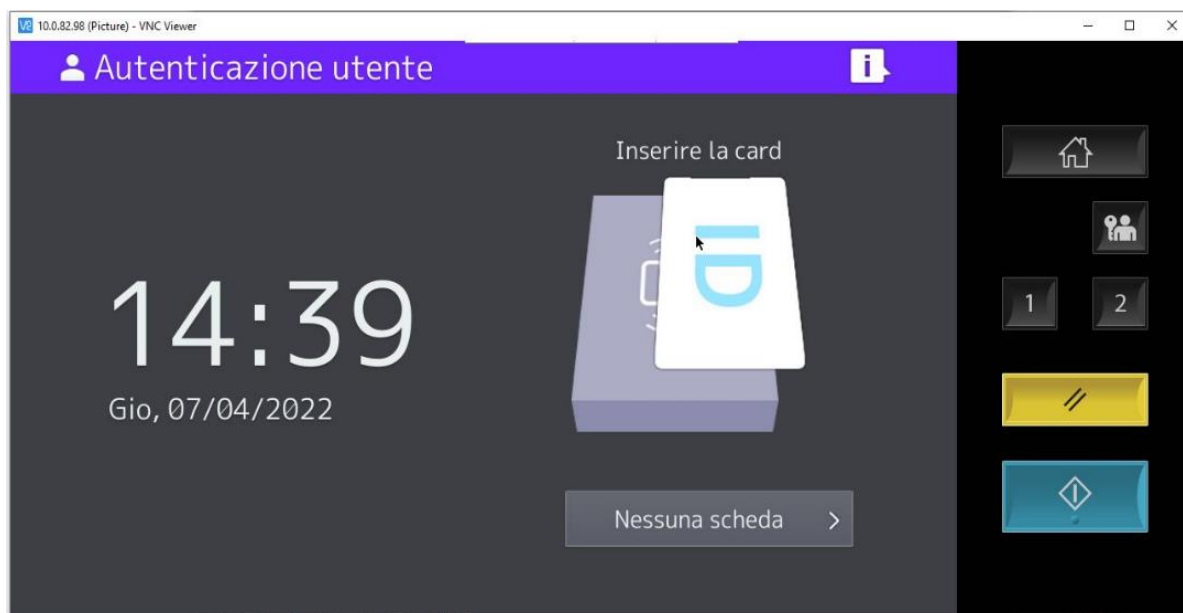 10.0.82.98 (Picture) - VNC Viewer
Autenticazione utente
i
Inserire la card
ID
14:39
Gio, 07/04/2022
Nessuna scheda >
1 2